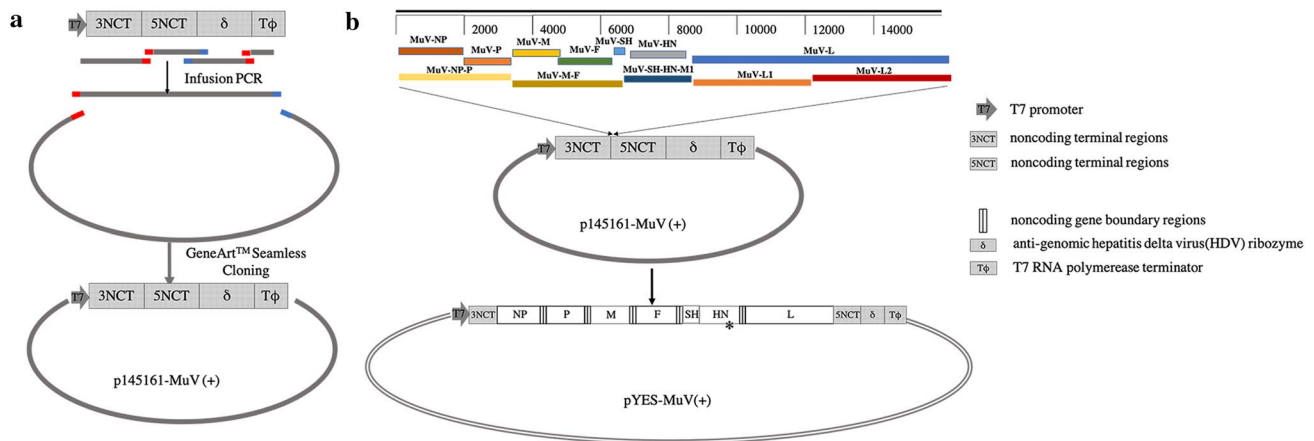 a
T7 3NCT 5NCT δ Tφ
Infusion PCR
GeneArt™ Seamless
Cloning
T7 3NCT 5NCT δ Tφ
p145161-MuV (+)
b
2000 4000 6000 8000 10000 12000 14000
MuV-NP MuV-P MuV-M MuV-F MuV-SH MuV-HN MuV-L
MuV-NP-P MuV-M-F MuV-SH-HN-M1 MuV-L1 MuV-L2
T7 3NCT 5NCT δ Tφ
p145161-MuV (+)
T7 3NCT NP P M F SH HN L 5NCT δ Tφ
*
pYES-MuV(+)
T7 T7 promoter
3NCT noncoding terminal regions
5NCT noncoding terminal regions
noncoding gene boundary regions
δ anti-genomic hepatitis delta virus(HDV) ribozyme
Tφ T7 RNA polymerease terminator